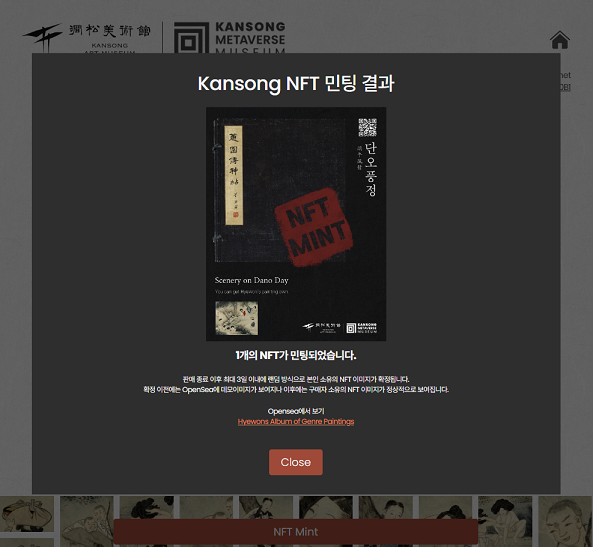 澗松美術館
KANSONG
ART MUSEUM
KANSONG
METAVERSE
MUSEUM
Kansong NFT 민팅 결과
蕙園傳神帖
단오풍정
NFT
MINT
Scenery on Dano Day
You can get Hyewon's painting over
澗松美術館
KANSONG
METAVERSE
MUSEUM
1개의 NFT가 민팅되었습니다.
판매 종료 이후 최대 3일 이내에 랜덤 방식으로 본인 소유의 NFT 이미지가 확정됩니다.
확정 이전에는 OpenSea에 데모이미지가 보여지나 이후에는 구매자 소유의 NFT 이미지가 정상적으로 보여집니다.
Opensea에서 보기
Hyewons Album of Genre Paintings
Close
NFT Mint